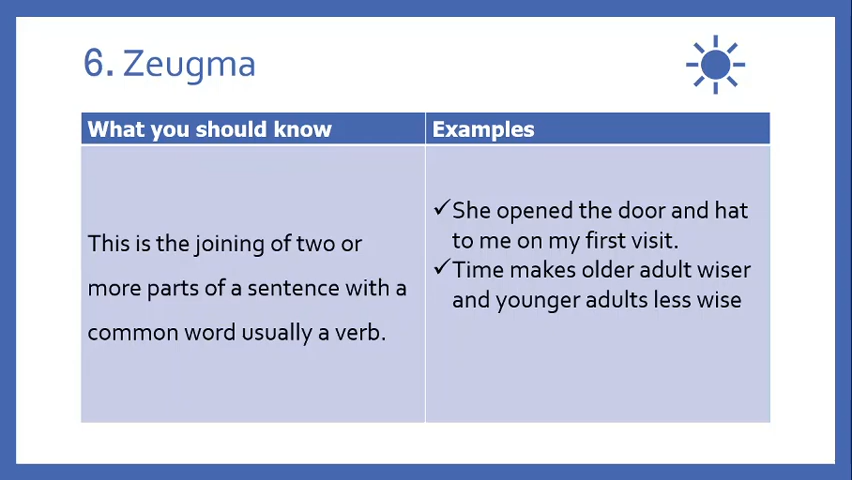 6. Zeugma
What you should know
Examples
This is the joining of two or
more parts of a sentence with a
common word usually a verb.
✓She opened the door and hat
to me on my first visit.
✓Time makes older adult wiser
and younger adults less wise